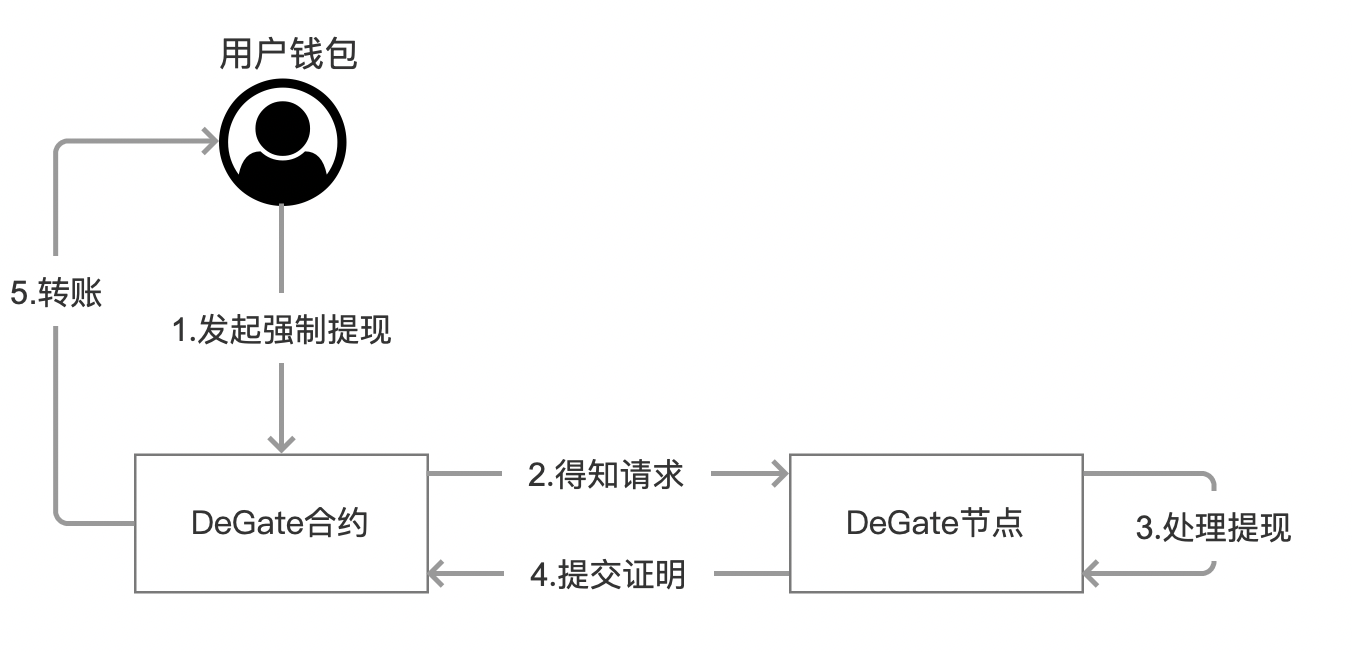 用户钱包
5.转账
1.发起强制提现
2.得知请求
DeGate合约
DeGate节点
3.处理提现
4.提交证明